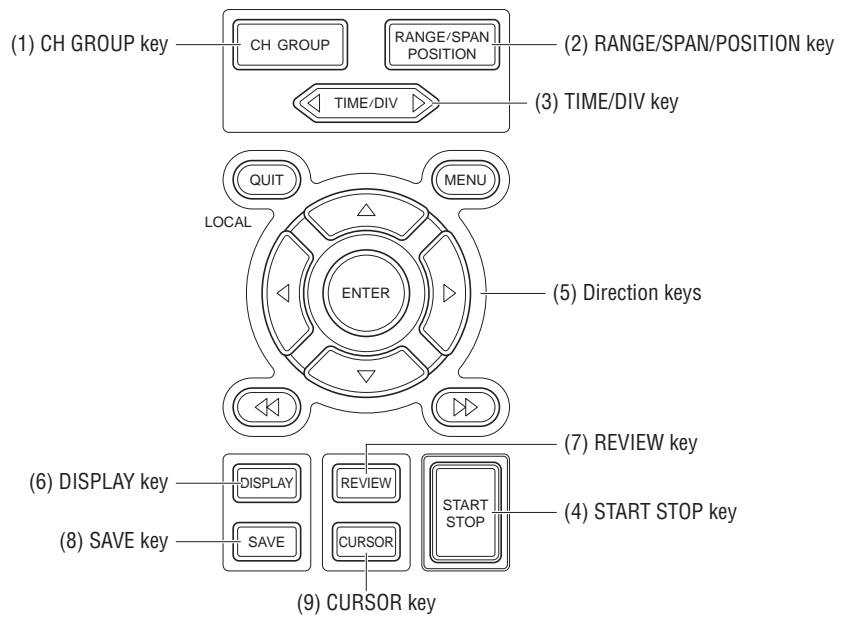 (1) CH GROUP key
CH GROUP
RANGE/SPAN
POSITION
(2) RANGE/SPAN/POSITION key
TIME/DIV
(3) TIME/DIV key
QUIT
MENU
LOCAL
ENTER
(5) Direction keys
(7) REVIEW key
(6) DISPLAY key
DISPLAY
REVIEW
START
STOP
(4) START STOP key
(8) SAVE key
SAVE
CURSOR
(9) CURSOR key